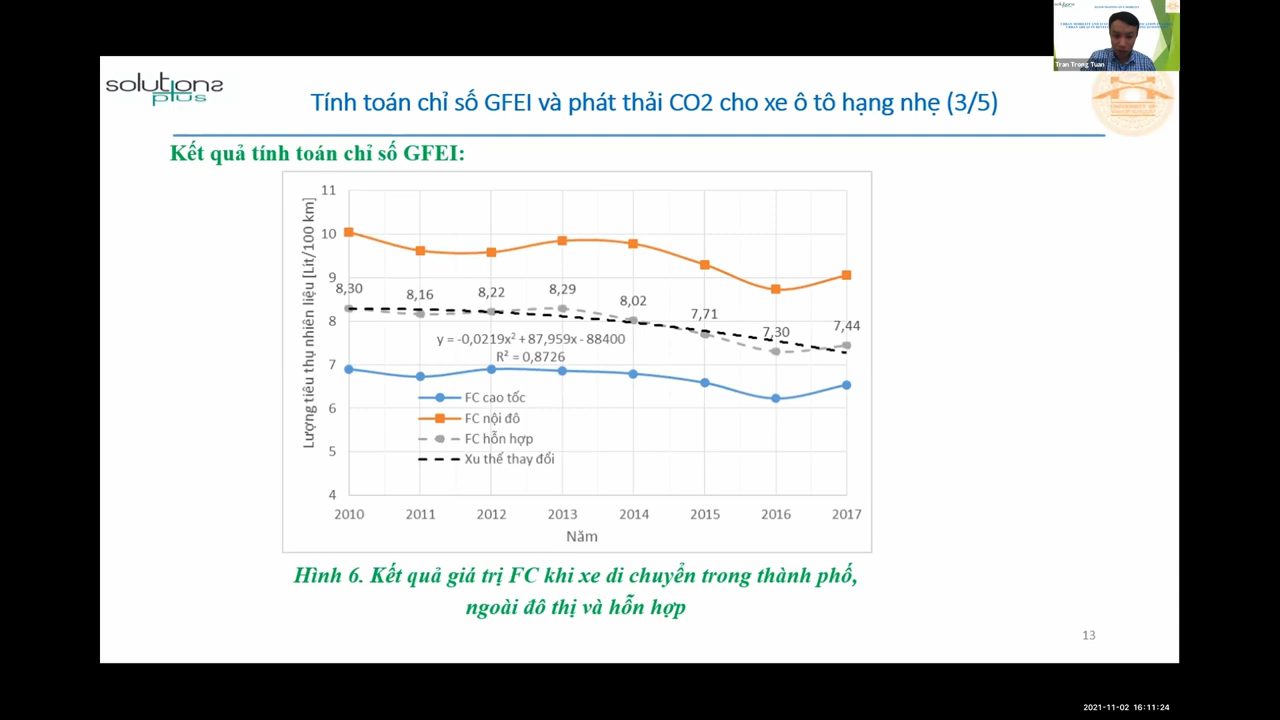 solutions
plus
Tran Trong Tuan
Tính toán chỉ số GFEI và phát thải CO2 cho xe ô tô hạng nhẹ (3/5)
Kết quả tính toán chỉ số GFEI:
Lượng tiêu thụ nhiên liệu [Lit/100 km]
11
10
9
8
7
6
5
4
8,30
8,16
8,22
8,29
8,02
7,71
7,30
7,44
y = -0,0219x² + 87,959x - 88400
R² = 0,8726
FC cao tốc
FC nội đô
FC hỗn hợp
Xu thế thay đổi
2010 2011 2012 2013 2014 2015 2016 2017
Năm
Hình 6. Kết quả giá trị FC khi xe di chuyển trong thành phố,
ngoài đô thị và hỗn hợp
13
2021-11-02 16:11:24